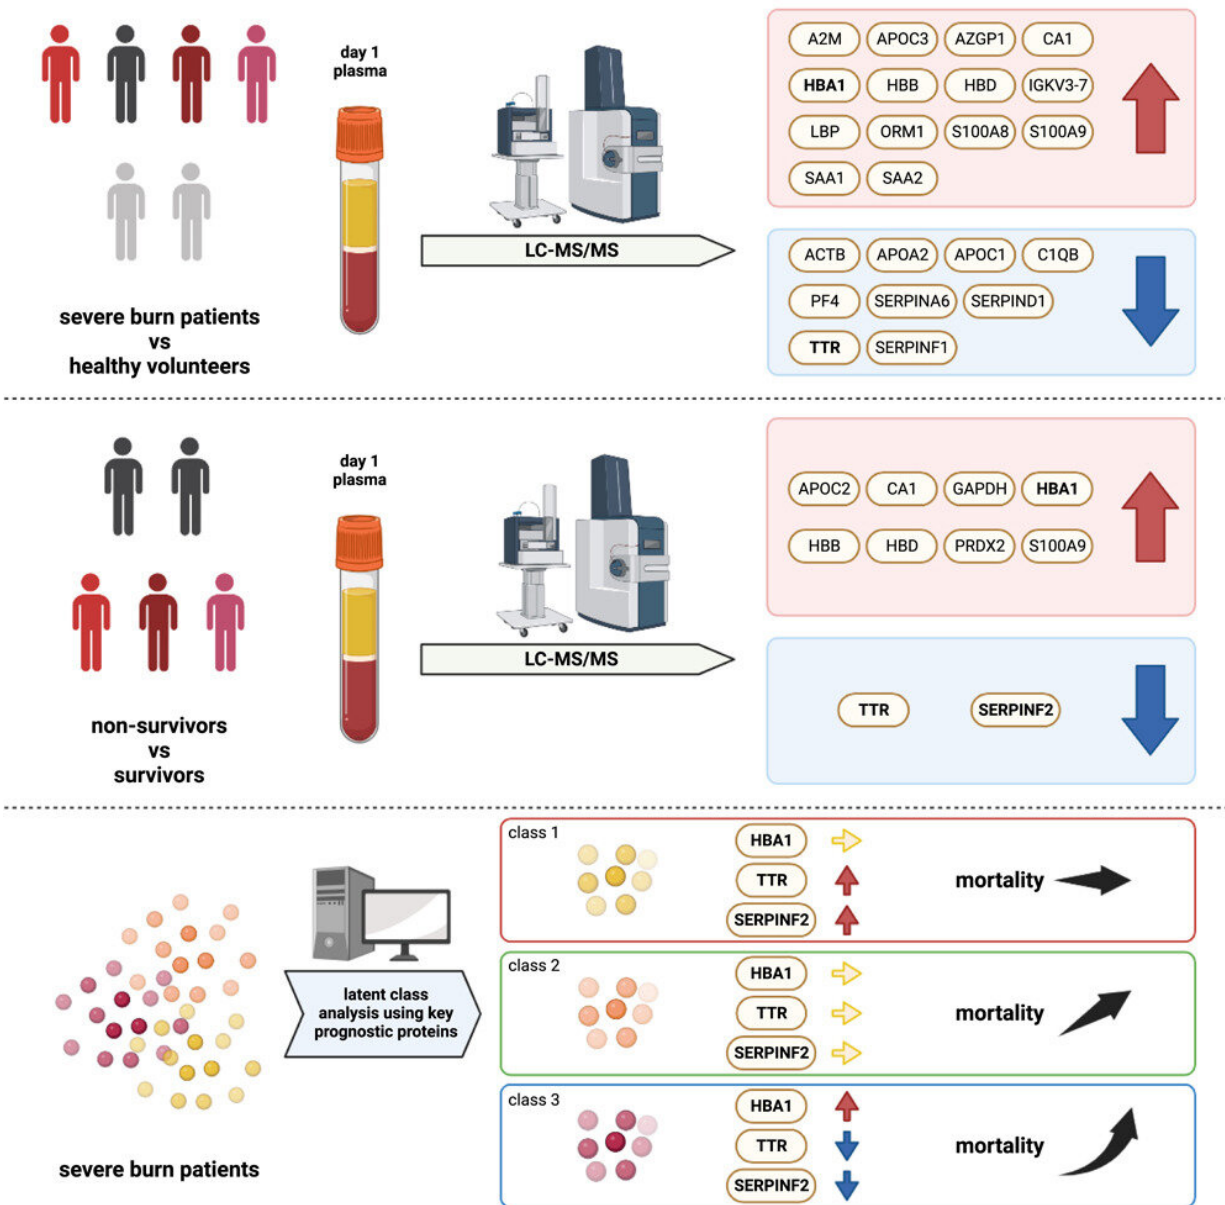 day 1
plasma
severe burn patients
vs
healthy volunteers
LC-MS/MS
A2M APOC3 AZGP1 CA1
HBA1 HBB HBD IGKV3-7
LBP ORM1 S100A8 S100A9
SAA1 SAA2
ACTB APOA2 APOC1 C1QB
PF4 SERPINA6 SERPIND1
TTR SERPINF1
day 1
plasma
non-survivors
vs
survivors
LC-MS/MS
APOC2 CA1 GAPDH HBA1
HBB HBD PRDX2 S100A9
TTR SERPINF2
severe burn patients
latent class
analysis using key
prognostic proteins
class 1
HBA1
TTR
SERPINF2
mortality
class 2
HBA1
TTR
SERPINF2
mortality
class 3
HBA1
TTR
SERPINF2
mortality